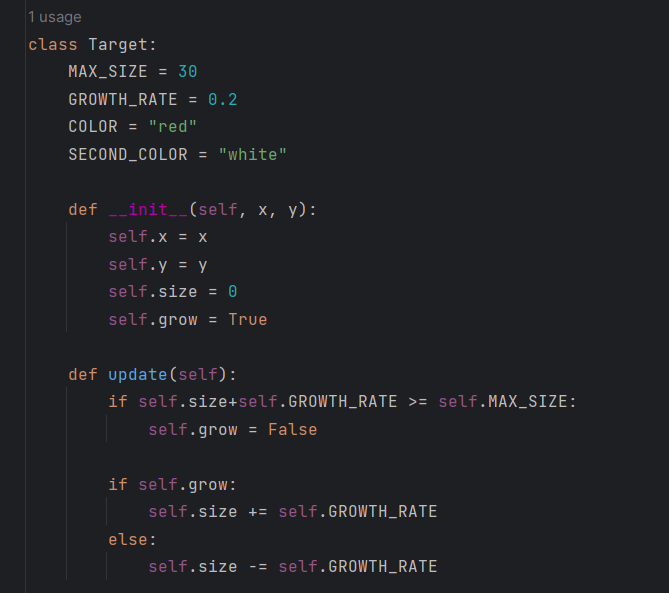 1 usage
class Target:
    MAX_SIZE = 30
    GROWTH_RATE = 0.2
    COLOR = "red"
    SECOND_COLOR = "white"

    def __init__(self, x, y):
        self.x = x
        self.y = y
        self.size = 0
        self.grow = True

    def update(self):
        if self.size+self.GROWTH_RATE >= self.MAX_SIZE:
            self.grow = False

        if self.grow:
            self.size += self.GROWTH_RATE
        else:
            self.size -= self.GROWTH_RATE